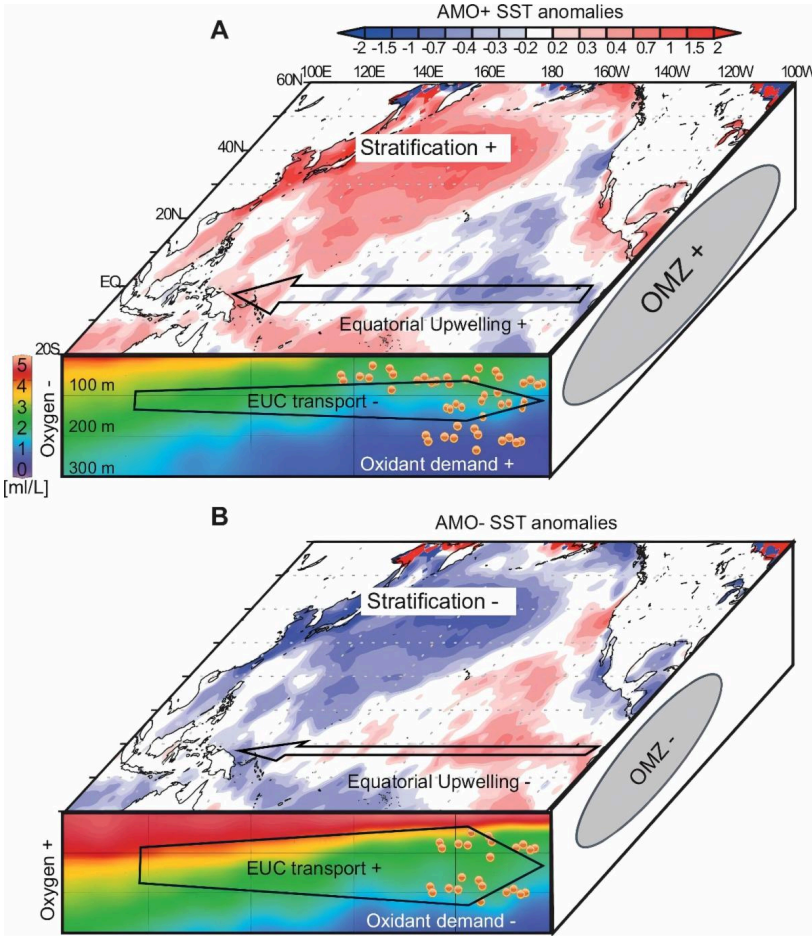 AMO+ SST anomalies
A
-2 -1.5 -1 -0.7 -0.4 -0.3 -0.2 0.2 0.3 0.4 0.7 1 1.5 2
60N 100E 120E 140E 160E 180 160W 140W 120W 100W
Stratification +
40N
20N
EQ
OMZ +
Equatorial Upwelling +
20S
5
4
3
2
1
0
[ml/L]
Oxygen -
100 m
EUC transport -
200 m
Oxidant demand +
300 m
B
AMO- SST anomalies
Stratification -
OMZ -
Equatorial Upwelling -
Oxygen +
EUC transport +
Oxidant demand -